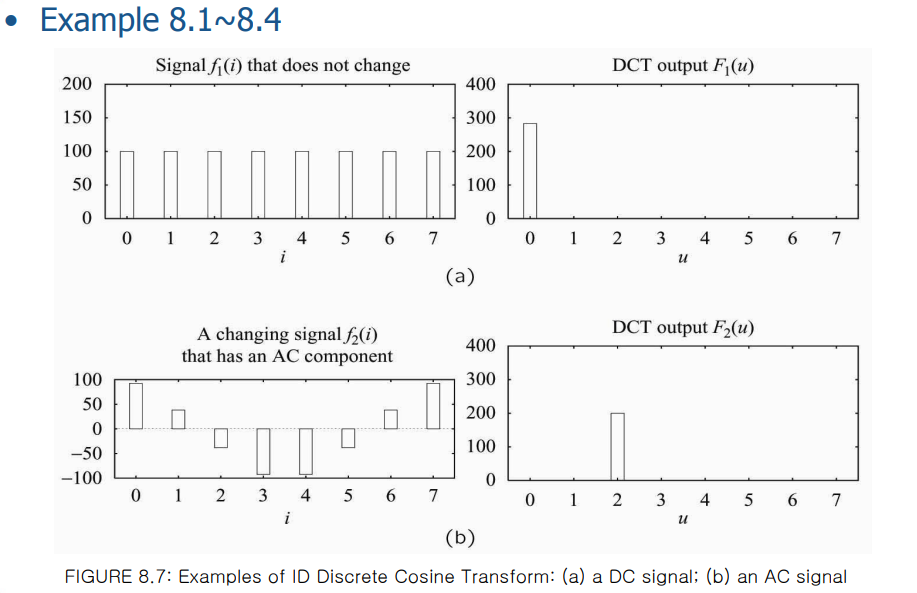 • Example 8.1~8.4
Signal f₁(i) that does not change
200
150
100
50
0
0 1 2 3 4 5 6 7
i
DCT output F₁(u)
400
300
200
100
0
0 1 2 3 4 5 6 7
u
(a)
A changing signal f₂(i)
that has an AC component
100
50
0
−50
−100
0 1 2 3 4 5 6 7
i
DCT output F₂(u)
400
300
200
100
0
0 1 2 3 4 5 6 7
u
(b)
FIGURE 8.7: Examples of ID Discrete Cosine Transform: (a) a DC signal; (b) an AC signal